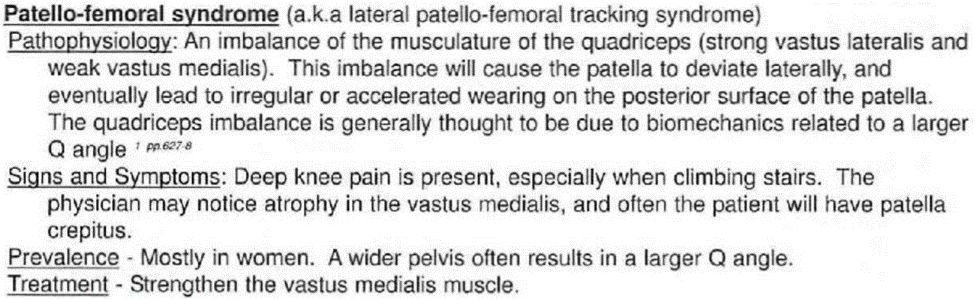 Patello-femoral syndrome (a.k.a lateral patello-femoral tracking syndrome)
Pathophysiology: An imbalance of the musculature of the quadriceps (strong vastus lateralis and
weak vastus medialis). This imbalance will cause the patella to deviate laterally, and
eventually lead to irregular or accelerated wearing on the posterior surface of the patella.
The quadriceps imbalance is generally thought to be due to biomechanics related to a larger
Q angle 1 pp.627-8
Signs and Symptoms: Deep knee pain is present, especially when climbing stairs. The
physician may notice atrophy in the vastus medialis, and often the patient will have patella
crepitus.
Prevalence - Mostly in women. A wider pelvis often results in a larger Q angle.
Treatment - Strengthen the vastus medialis muscle.